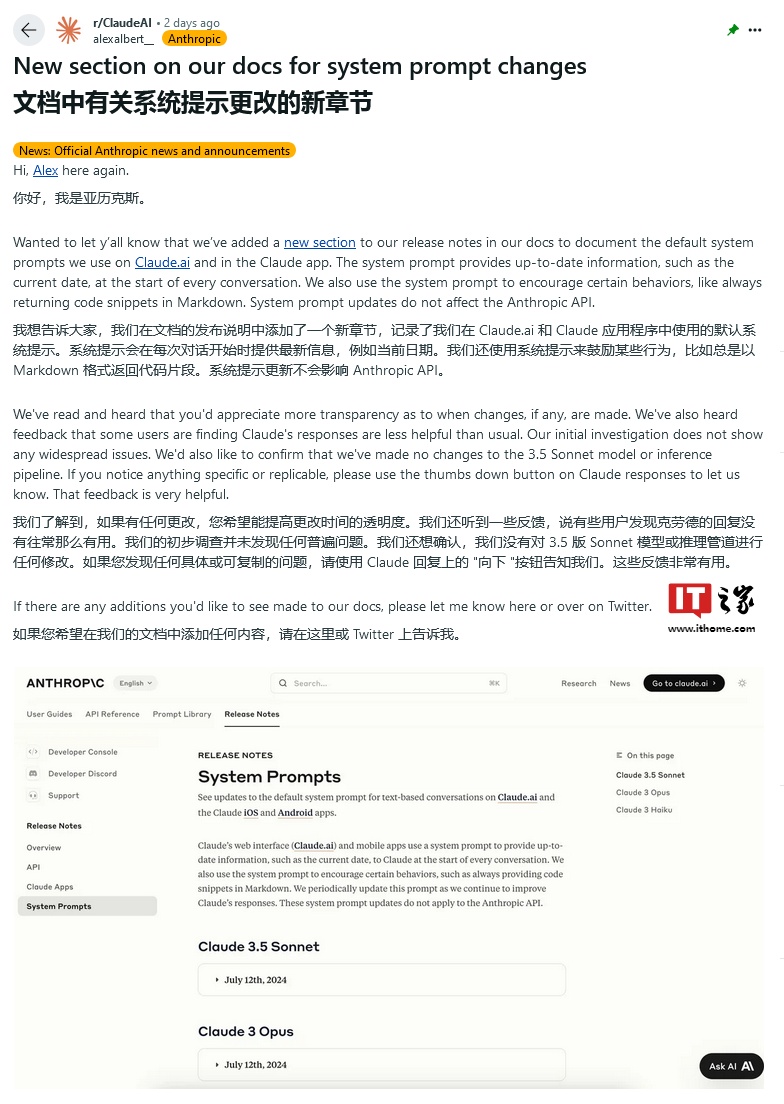 r/ClaudeAI • 2 days ago
alexalbert__ Anthropic
New section on our docs for system prompt changes
文档中有关系统提示更改的新章节
News: Official Anthropic news and announcements
Hi, Alex here again.
你好，我是亚历克斯。
Wanted to let y'all know that we've added a new section to our release notes in our docs to document the default system
prompts we use on Claude.ai and in the Claude app. The system prompt provides up-to-date information, such as the
current date, at the start of every conversation. We also use the system prompt to encourage certain behaviors, like always
returning code snippets in Markdown. System prompt updates do not affect the Anthropic API.
我想告诉大家，我们在文档的发布说明中添加了一个新章节，记录了我们在 Claude.ai 和 Claude 应用程序中使用的默认系
统提示。系统提示会在每次对话开始时提供最新信息，例如当前日期。我们还使用系统提示来鼓励某些行为，比如总是以
Markdown 格式返回代码片段。系统提示更新不会影响 Anthropic API。
We've read and heard that you'd appreciate more transparency as to when changes, if any, are made. We've also heard
feedback that some users are finding Claude's responses are less helpful than usual. Our initial investigation does not show
any widespread issues. We'd also like to confirm that we've made no changes to the 3.5 Sonnet model or inference
pipeline. If you notice anything specific or replicable, please use the thumbs down button on Claude responses to let us
know. That feedback is very helpful.
我们了解到，如果有任何更改，您希望能提高更改时间的透明度。我们还听到一些反馈，说有些用户发现克劳德的回复没
有往常那么有用。我们的初步调查并未发现任何普遍问题。我们还想确认，我们没有对 3.5 版 Sonnet 模型或推理管道进行
任何修改。如果您发现任何具体或可复制的问题，请使用 Claude 回复上的 "向下 "按钮告知我们。这些反馈非常有用。
If there are any additions you'd like to see made to our docs, please let me know here or over on Twitter.
如果您希望在我们的文档中添加任何内容，请在这里或 Twitter 上告诉我。
IT之家
www.ithome.com
ANTHROP\C English Search... ⌘K Research News Go to claude.ai ›
User Guides API Reference Prompt Library Release Notes
Developer Console
Developer Discord
Support
Release Notes
Overview
API
Claude Apps
System Prompts
RELEASE NOTES
System Prompts
See updates to the default system prompt for text-based conversations on Claude.ai and
the Claude iOS and Android apps.
Claude's web interface (Claude.ai) and mobile apps use a system prompt to provide up-to-
date information, such as the current date, to Claude at the start of every conversation. We
also use the system prompt to encourage certain behaviors, such as always providing code
snippets in Markdown. We periodically update this prompt as we continue to improve
Claude's responses. These system prompt updates do not apply to the Anthropic API.
Claude 3.5 Sonnet
July 12th, 2024
Claude 3 Opus
July 12th, 2024
On this page
Claude 3.5 Sonnet
Claude 3 Opus
Claude 3 Haiku
Ask AI A\